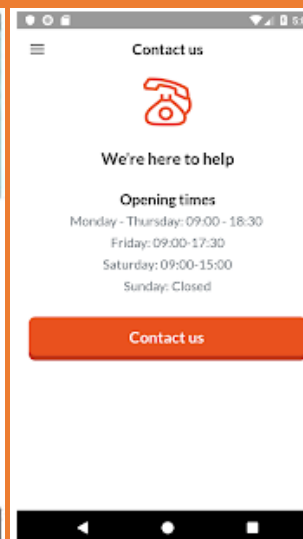 Contact us
We're here to help
Opening times
Monday - Thursday: 09:00 - 18:30
Friday: 09:00-17:30
Saturday: 09:00-15:00
Sunday: Closed
Contact us